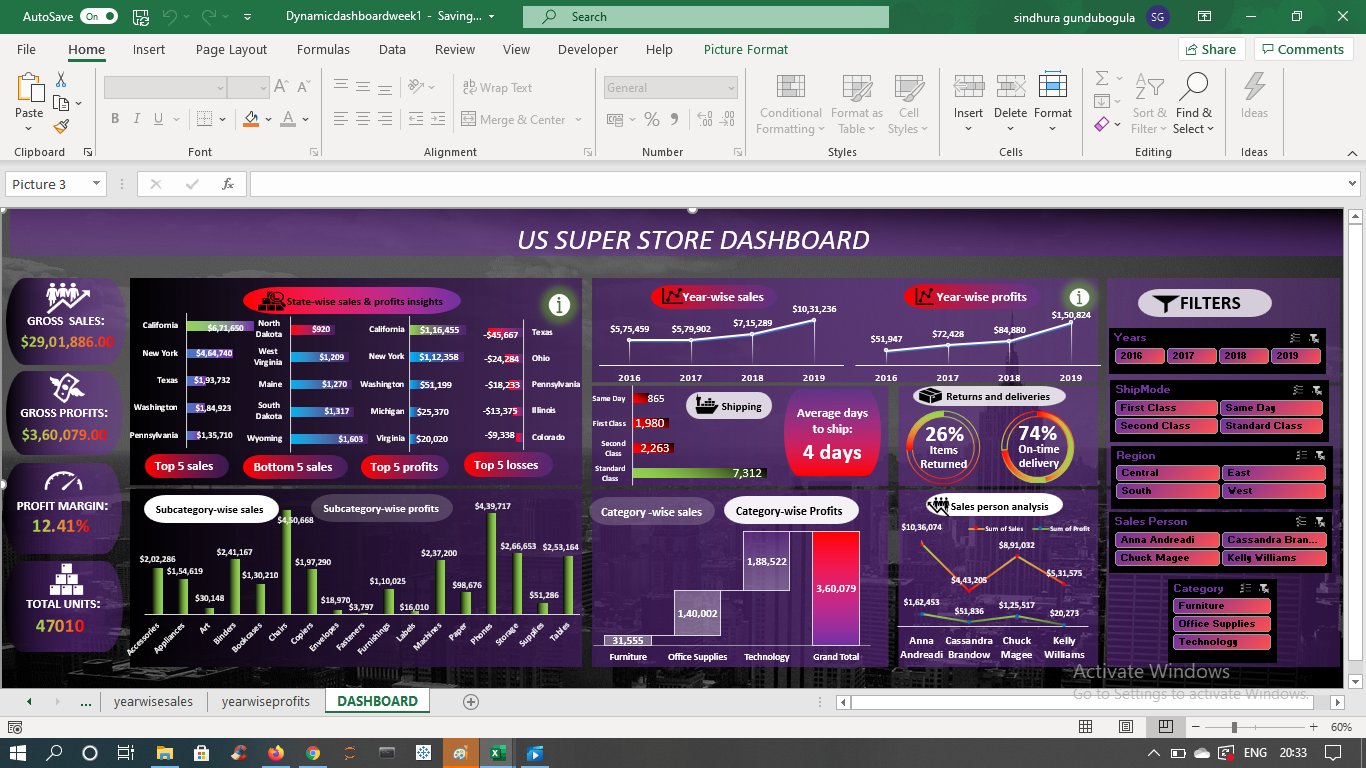 AutoSave On Dynamicdashboardweek1 - Saving... Search sindhura gundubogula SG
File Home Insert Page Layout Formulas Data Review View Developer Help Picture Format Share Comments
Paste
B I U
Wrap Text
Merge & Center
General
Conditional Formatting
Format as Table
Cell Styles
Insert Delete Format
Sort & Filter
Find & Select
Ideas
Clipboard Font Alignment Number Styles Cells Editing Ideas
Picture 3 fx
US SUPER STORE DASHBOARD
GROSS SALES:
$29,01,886.00
GROSS PROFITS:
$3,60,079.00
PROFIT MARGIN:
12.41%
TOTAL UNITS:
47010
State-wise sales & profits insights
California $6,71,650
New York $4,64,740
Texas $1,93,732
Washington $1,84,923
Pennsylvania $1,35,710
Top 5 sales
North Dakota $920
West Virginia $1,209
Maine $1,270
South Dakota $1,317
Wyoming $1,603
Bottom 5 sales
California $1,16,455
New York $1,12,358
Washington $51,199
Michigan $25,370
Virginia $20,020
Top 5 profits
-$45,667 Texas
-$24,284 Ohio
-$18,233 Pennsylvania
-$13,375 Illinois
-$9,338 Colorado
Top 5 losses
Year-wise sales
$5,75,459 $5,79,902 $7,15,289 $10,31,236
2016 2017 2018 2019
Year-wise profits
$51,947 $72,428 $84,880 $1,50,824
2016 2017 2018 2019
Shipping
Same Day 865
First Class 1,980
Second Class 2,263
Standard Class 7,312
Average days
to ship:
4 days
Returns and deliveries
26%
Items
Returned
74%
On-time
delivery
FILTERS
Years
2016 2017 2018 2019
ShipMode
First Class Same Day
Second Class Standard Class
Region
Central East
South West
Sales Person
Anna Andreadi Cassandra Bran...
Chuck Magee Kelly Williams
Category
Furniture
Office Supplies
Technology
Subcategory-wise sales Subcategory-wise profits
$2,02,286 $1,54,619 $30,148 $2,41,167 $1,30,210 $4,50,668 $1,97,290 $18,970 $3,797 $1,10,025 $16,010 $2,37,200 $98,676 $4,39,717 $2,66,653 $51,286 $2,53,164
Accessories Appliances Art Binders Bookcases Chairs Copiers Envelopes Fasteners Furnishings Labels Machines Paper Phones Storage Supplies Tables
Category -wise sales Category-wise Profits
31,555 1,40,002 1,88,522 3,60,079
Furniture Office Supplies Technology Grand Total
Sales person analysis
Sum of Sales Sum of Profit
$10,36,074 $4,43,205 $8,91,032 $5,31,575
$1,62,453 $51,836 $1,25,517 $20,273
Anna Andreadi Cassandra Brandow Chuck Magee Kelly Williams
Activate Windows
Go to Settings to activate Windows.
... yearwisesales yearwiseprofits DASHBOARD
60%
ENG 20:33